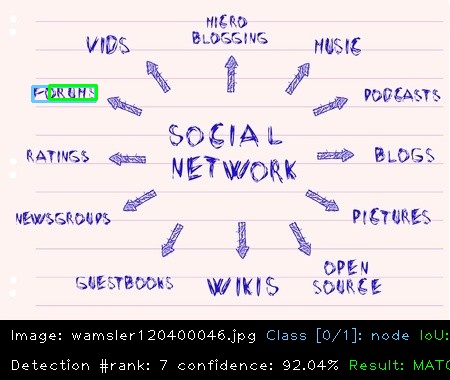 MICRO
BLOGGING
VIDS
MUSIC
FORUMS
PODCASTS
SOCIAL
NETWORK
RATINGS
BLOGS
NEWSGROUPS
PICTURES
GUESTBOOKS
WIKIS
OPEN
SOURCE
Image: wamsler120400046.jpg Class [0/1]: node IoU:
Detection #rank: 7 confidence: 92.04% Result: MATC